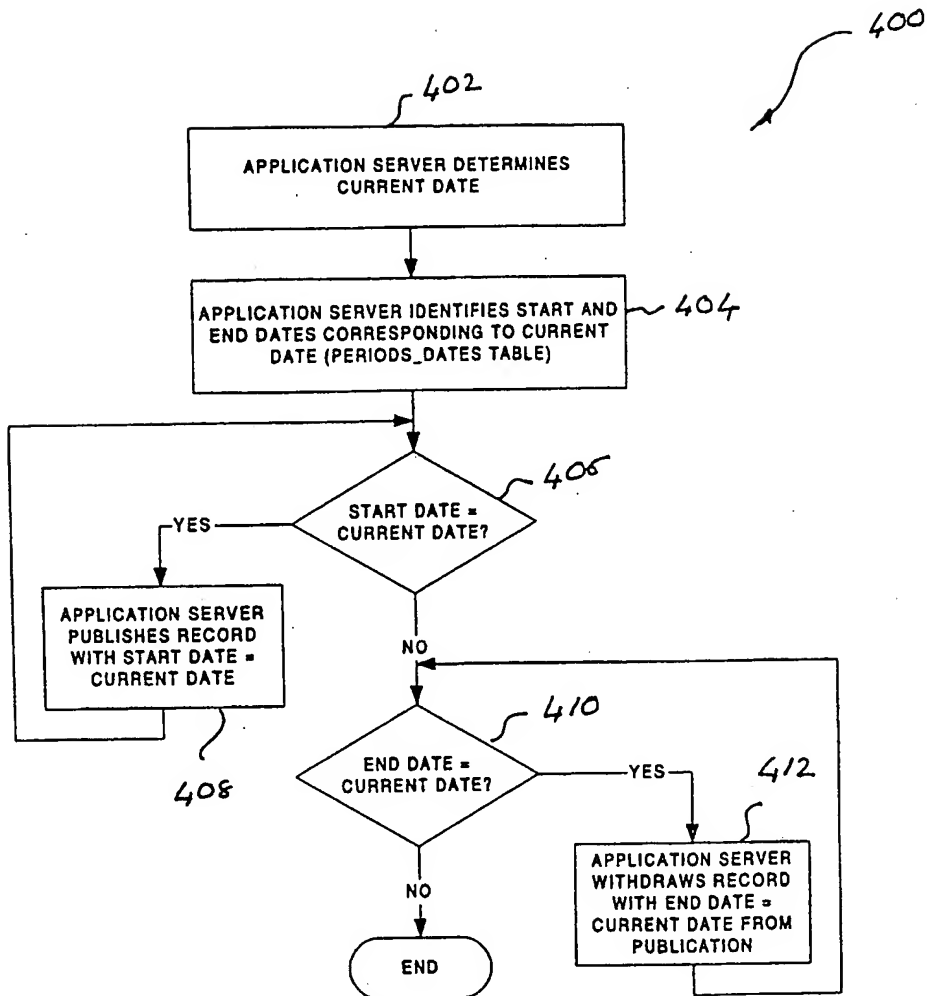 400
402
APPLICATION SERVER DETERMINES
CURRENT DATE
APPLICATION SERVER IDENTIFIES START AND
END DATES CORRESPONDING TO CURRENT
DATE (PERIODS_DATES TABLE)
404
406
START DATE =
CURRENT DATE?
YES
APPLICATION SERVER
PUBLISHES RECORD
WITH START DATE =
CURRENT DATE
408
NO
410
END DATE =
CURRENT DATE?
YES
412
APPLICATION SERVER
WITHDRAWS RECORD
WITH END DATE =
CURRENT DATE FROM
PUBLICATION
NO
END